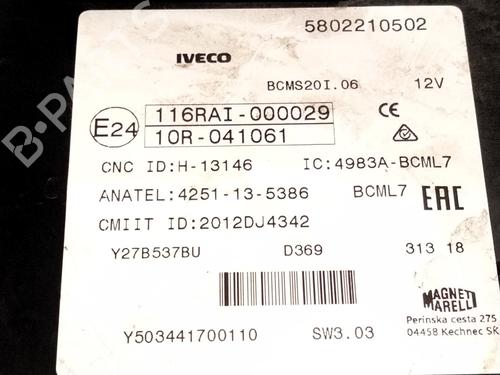 5802210502
IVECO
BCMS20I.06 12V
E24 116RAI-000029 CE
10R-041061
CNC ID:H-13146 IC:4983A-BCML7
ANATEL:4251-13-5386 BCML7 EAC
CMIIT ID:2012DJ4342
Y27B537BU D369 313 18
MAGNETI
MARELLI
Perinska cesta 275
04458 Kechnec SK
Y503441700110 SW3.03
B-PARTS